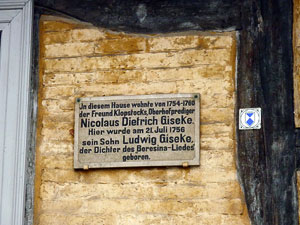 In diesem Hause wohnte von 1754-1760
der Freund Klopstocks, Oberhofprediger
Nicolaus Dietrich Giseke.
Hier wurde am 21. Juli 1756
sein Sohn Ludwig Giseke,
der Dichter des Beresina-Liedes
geboren.